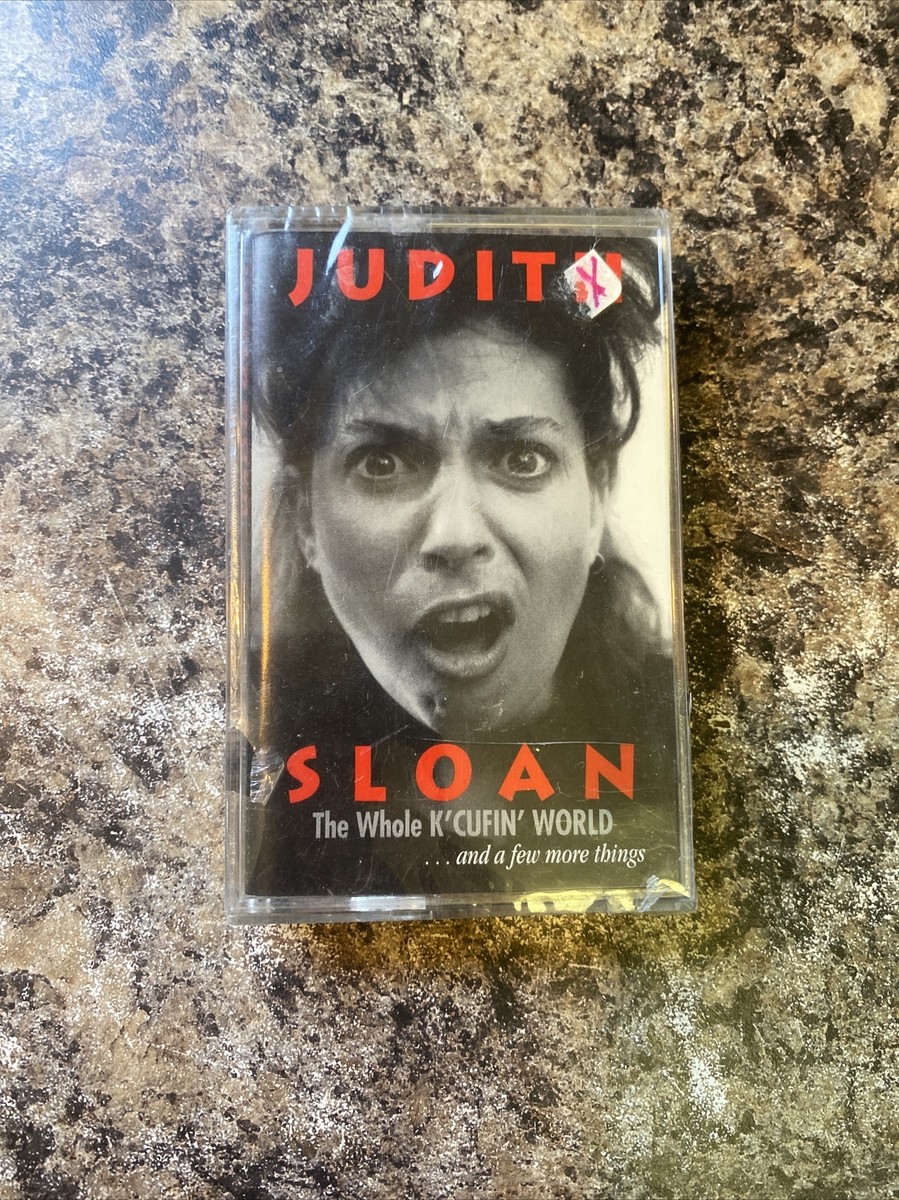 JUDITH
X
SLOAN
The Whole K'CUFIN' WORLD
...and a few more things